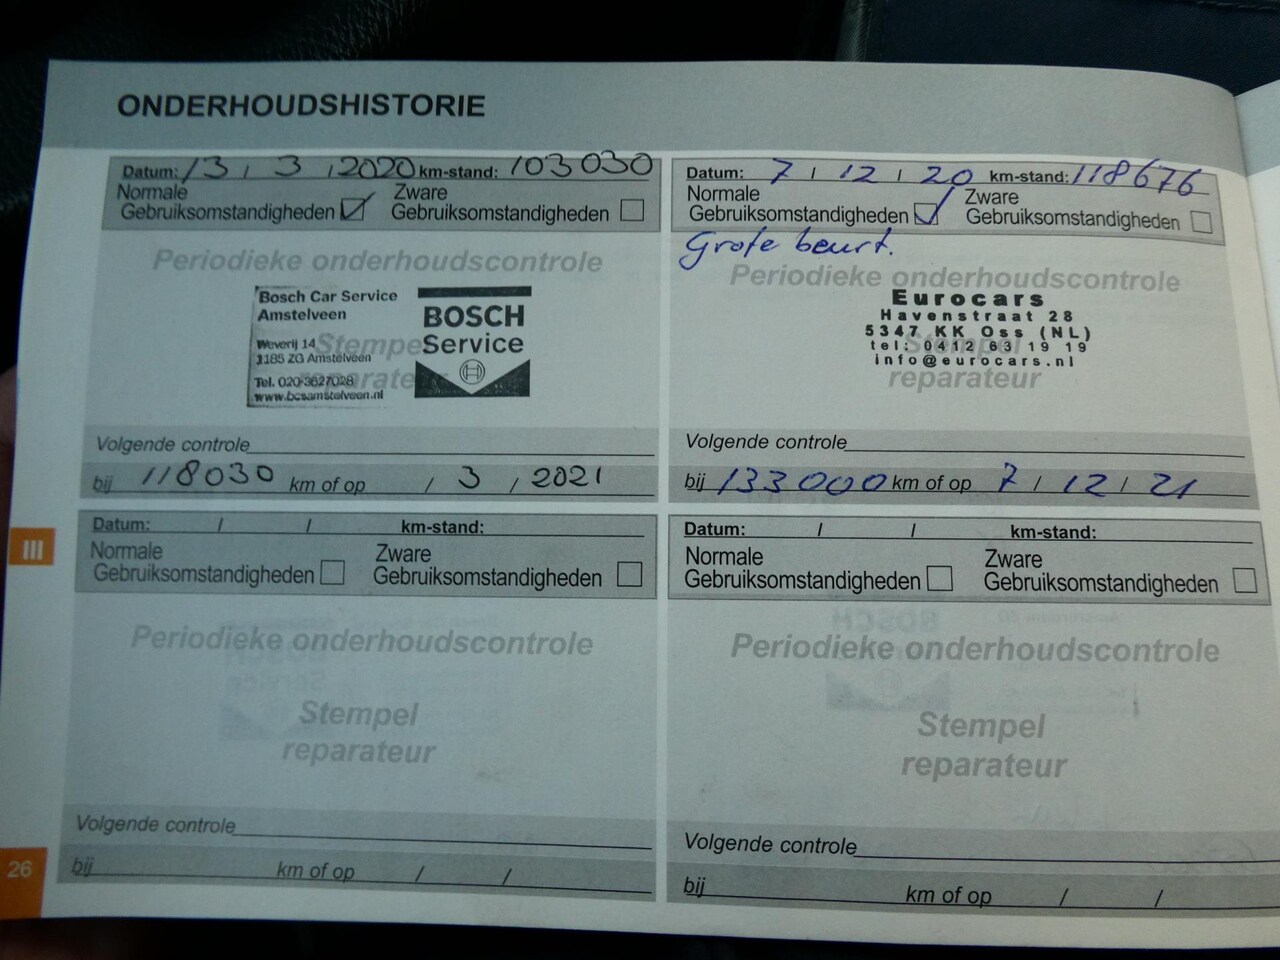 ONDERHOUDSHISTORIE
Datum: 13 / 3 / 2020 km-stand: 103030
Normale
Gebruiksomstandigheden
Zware
Gebruiksomstandigheden
Periodieke onderhoudscontrole
Bosch Car Service
Amstelveen
Weverij 14
1185 ZG Amstelveen
Tel. 020-3627028
www.bcsamstelveen.nl
BOSCH
Service
Stempel
reparateur
Volgende controle
bij 118030 km of op / 3 / 2021
Datum: 7 / 12 / 20 km-stand: 118676
Normale
Gebruiksomstandigheden
Zware
Gebruiksomstandigheden
Grote beurt.
Periodieke onderhoudscontrole
Eurocars
Havenstraat 28
5347 KK Oss (NL)
tel: 0412 63 19 19
info@eurocars.nl
Stempel
reparateur
Volgende controle
bij 133000 km of op 7 / 12 / 21
III
Datum: / / km-stand:
Normale
Gebruiksomstandigheden
Zware
Gebruiksomstandigheden
Periodieke onderhoudscontrole
Stempel
reparateur
Volgende controle
bij km of op / /
Datum: / / km-stand:
Normale
Gebruiksomstandigheden
Zware
Gebruiksomstandigheden
Periodieke onderhoudscontrole
Stempel
reparateur
Volgende controle
bij km of op / /
26